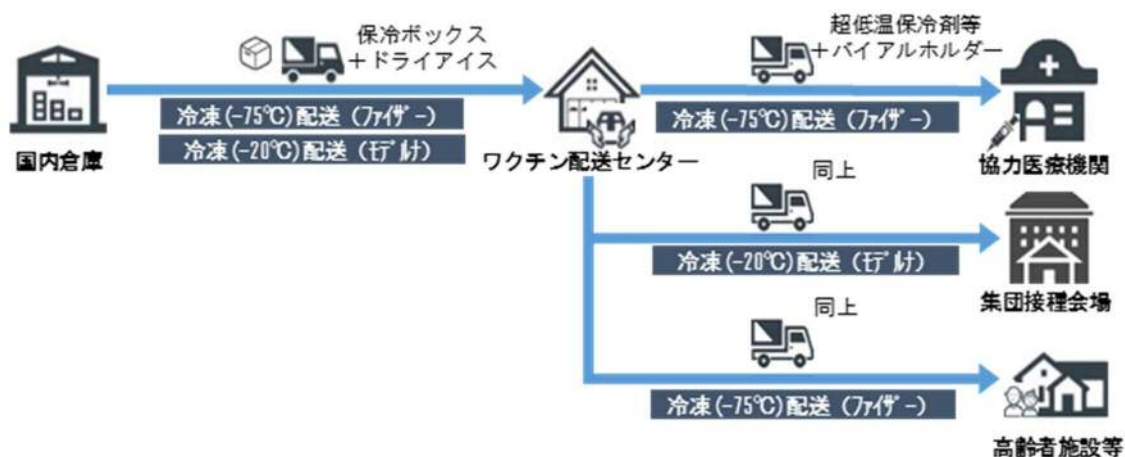 保冷ボックス
＋ドライアイス
超低温保冷剤等
＋バイアルホルダー
冷凍(-75℃)配送（ﾌｧｲｻﾞｰ）
冷凍(-20℃)配送（ﾓﾃﾞﾙﾅ）
冷凍(-75℃)配送（ﾌｧｲｻﾞｰ）
国内倉庫
ワクチン配送センター
協力医療機関
同上
冷凍(-20℃)配送（ﾓﾃﾞﾙﾅ）
集団接種会場
同上
冷凍(-75℃)配送（ﾌｧｲｻﾞｰ）
高齢者施設等